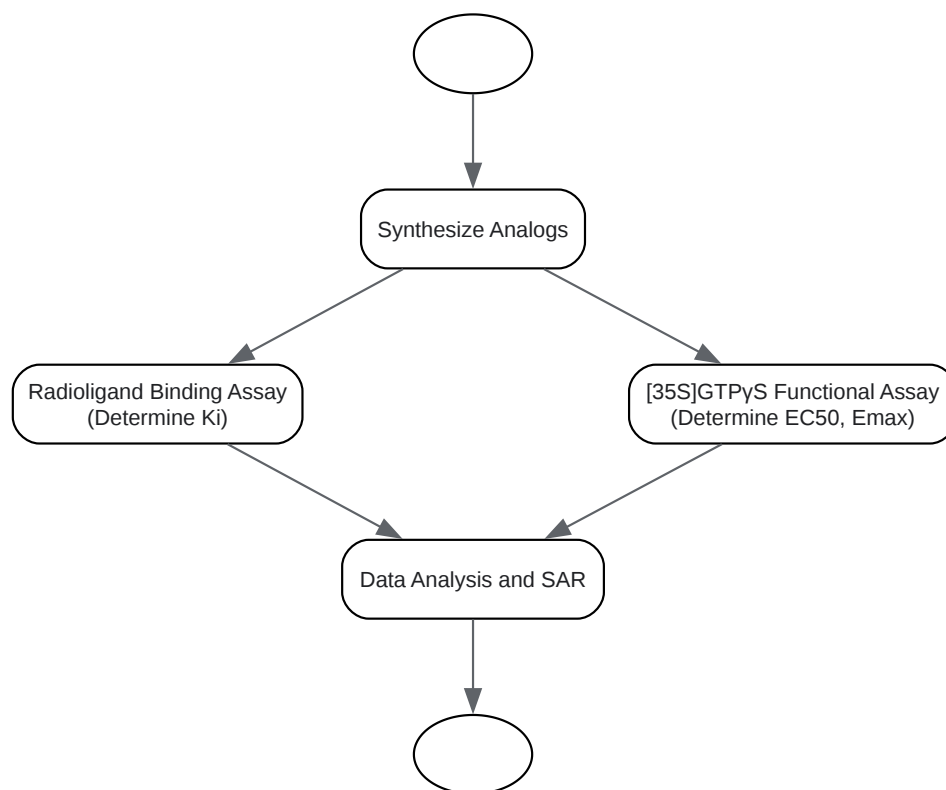 Synthesize Analogs
Radioligand Binding Assay
(Determine Ki)
[35S]GTPγS Functional Assay
(Determine EC50, Emax)
Data Analysis and SAR